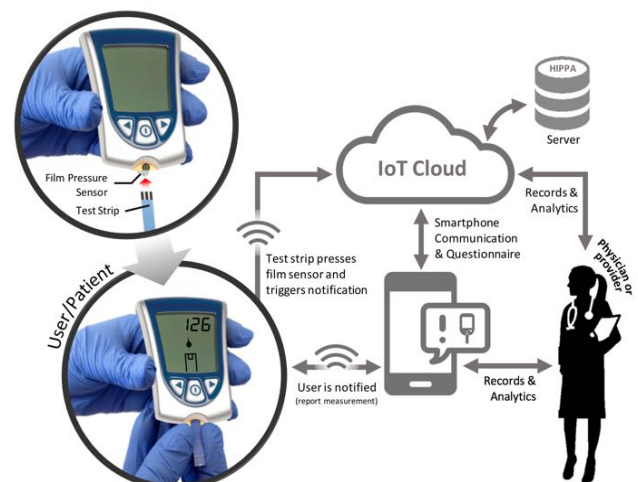 HIPPA
Server
IoT Cloud
Film Pressure
Sensor
Test Strip
Records &
Analytics
Smartphone
Communication
& Questionnaire
Physician or
provider
User/Patient
Test strip presses
film sensor and
triggers notification
126
User is notified
(report measurement)
Records &
Analytics